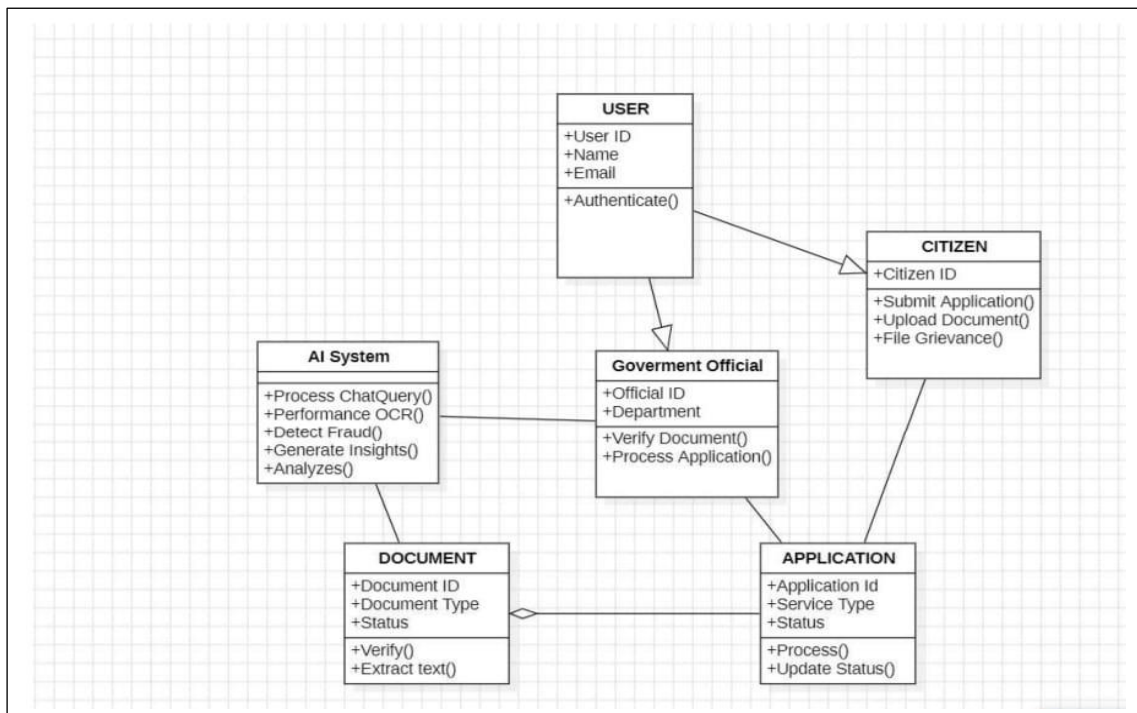 USER
+User ID
+Name
+Email
+Authenticate()
CITIZEN
+Citizen ID
+Submit Application()
+Upload Document()
+File Grievance()
AI System
+Process ChatQuery()
+Performance OCR()
+Detect Fraud()
+Generate Insights()
+Analyzes()
Goverment Official
+Official ID
+Department
+Verify Document()
+Process Application()
DOCUMENT
+Document ID
+Document Type
+Status
+Verify()
+Extract text()
APPLICATION
+Application Id
+Service Type
+Status
+Process()
+Update Status()